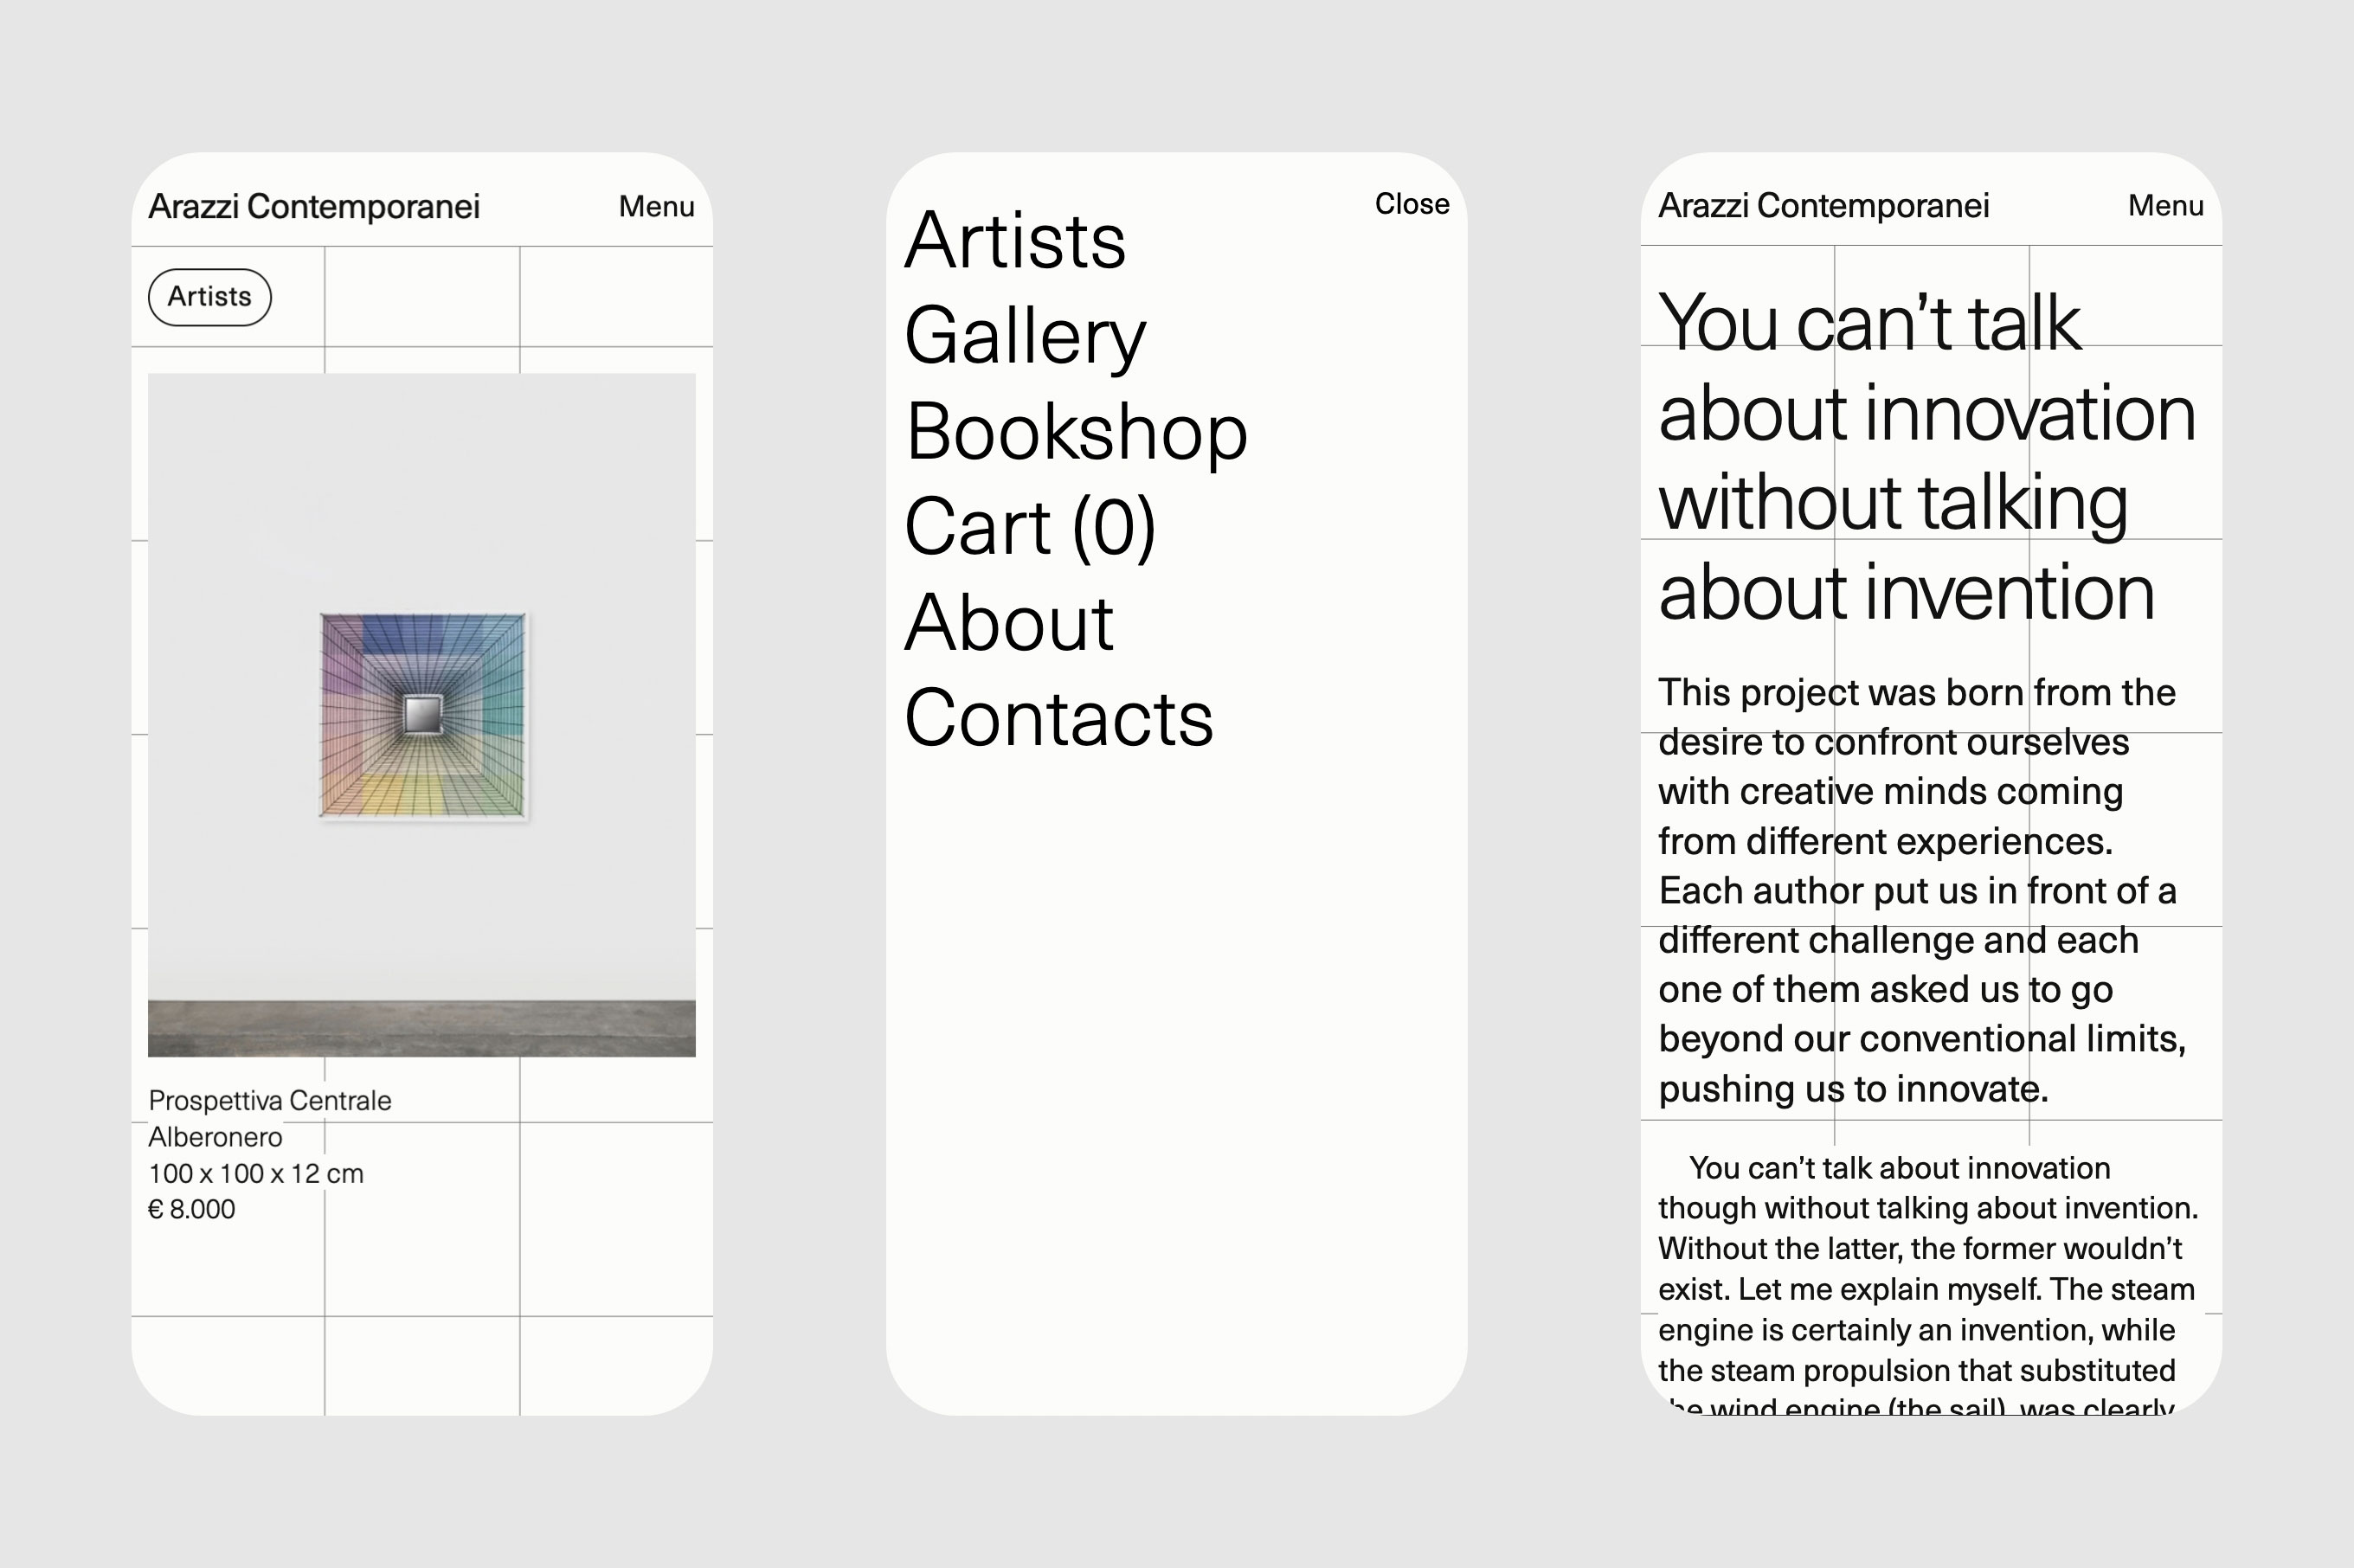 Arazzi Contemporanei
Menu
Artists
Prospettiva Centrale
Alberonero
100 x 100 x 12 cm
€ 8.000
Close
Artists
Gallery
Bookshop
Cart (0)
About
Contacts
Arazzi Contemporanei
Menu
You can’t talk
about innovation
without talking
about invention
This project was born from the
desire to confront ourselves
with creative minds coming
from different experiences.
Each author put us in front of a
different challenge and each
one of them asked us to go
beyond our conventional limits,
pushing us to innovate.
You can’t talk about innovation
though without talking about invention.
Without the latter, the former wouldn’t
exist. Let me explain myself. The steam
engine is certainly an invention, while
the steam propulsion that substituted
the wind engine (the sail), was clearly